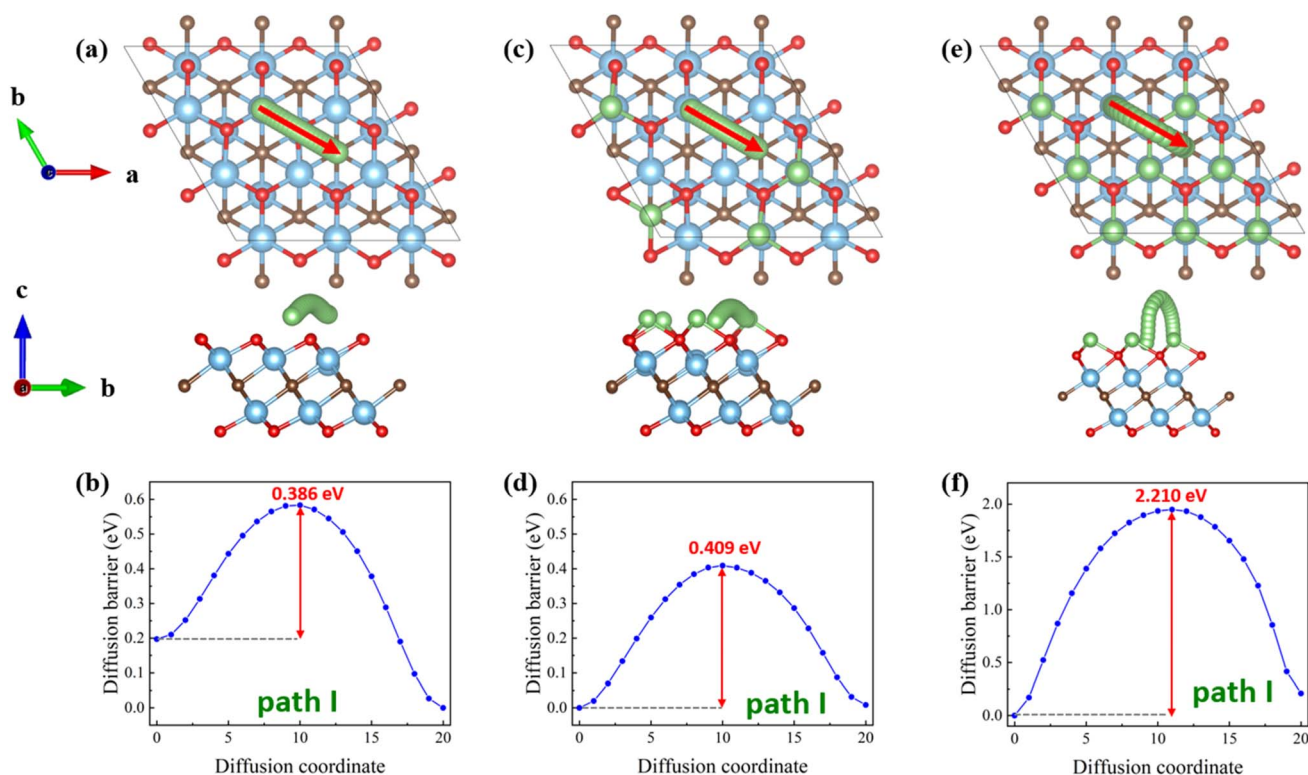 (a)
(c)
(e)
b
a
c
b
a
(b)
0.386 eV
0.6
0.5
0.4
0.3
0.2
0.1
0.0
Diffusion barrier (eV)
path I
0
5
10
15
20
Diffusion coordinate
(d)
0.409 eV
0.6
0.5
0.4
0.3
0.2
0.1
0.0
Diffusion barrier (eV)
path I
0
5
10
15
20
Diffusion coordinate
(f)
2.210 eV
2.0
1.5
1.0
0.5
0.0
Diffusion barrier (eV)
path I
0
5
10
15
20
Diffusion coordinate